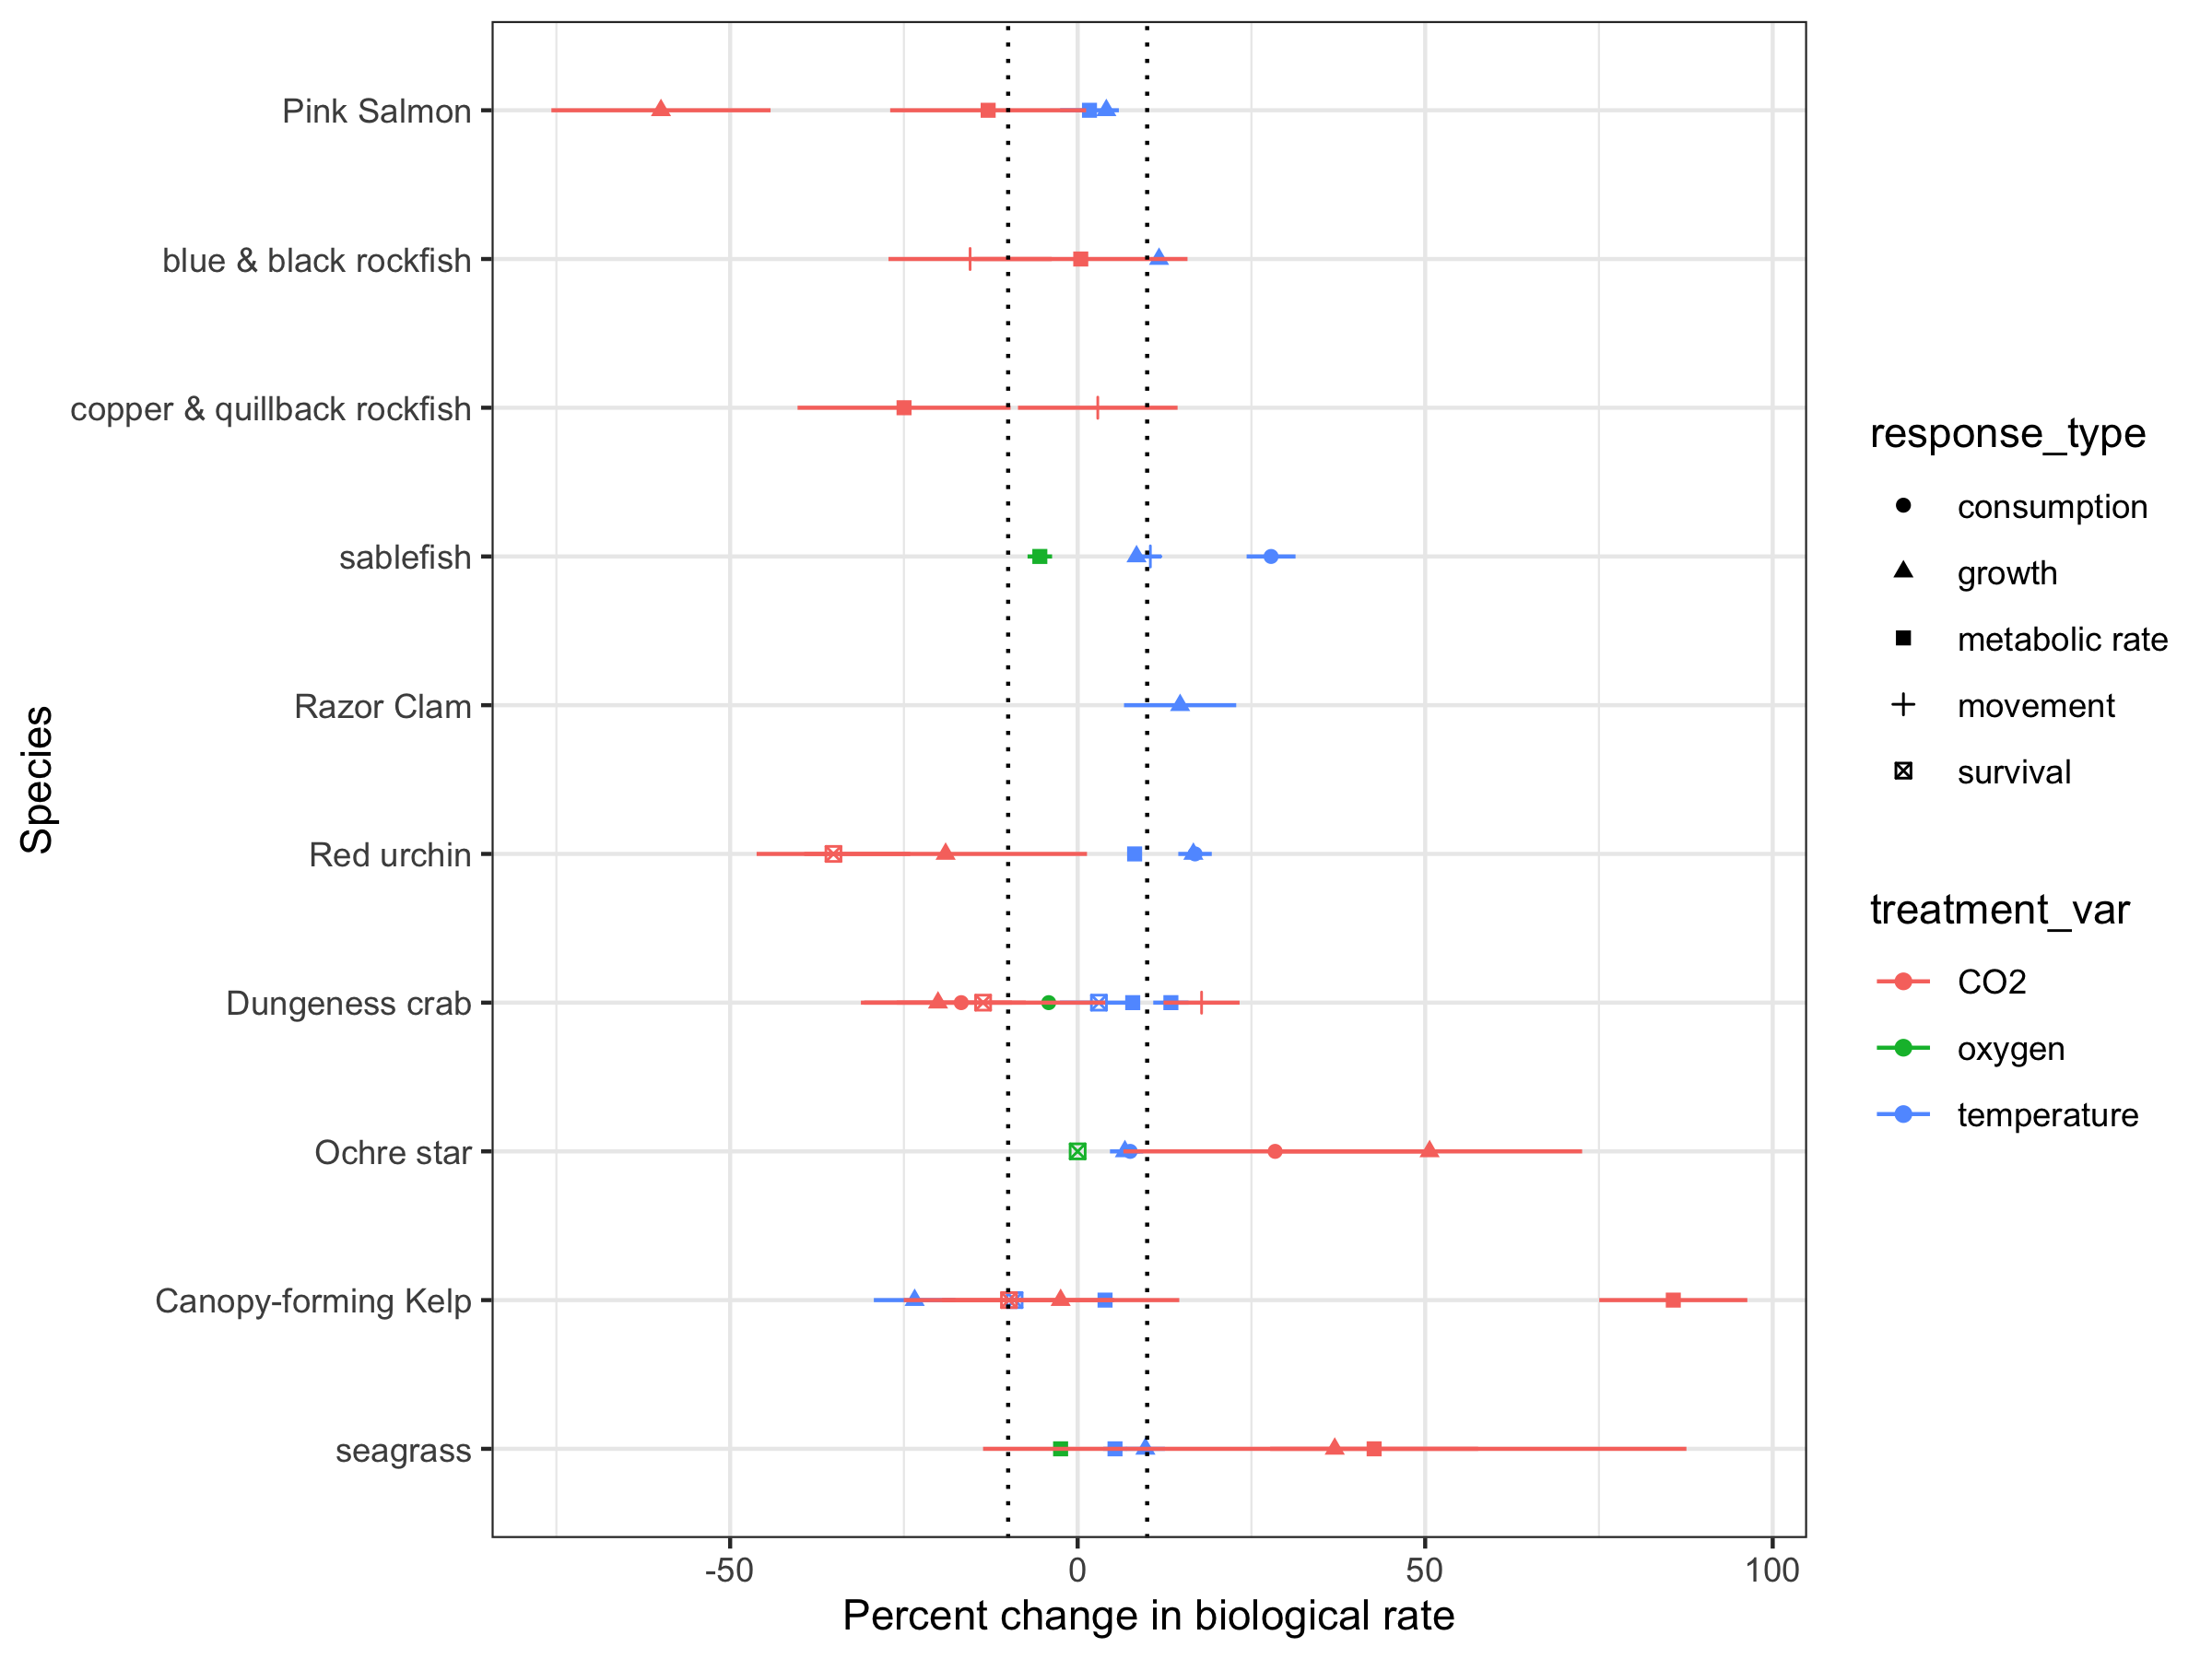 Pink Salmon
blue & black rockfish
copper & quillback rockfish
sablefish
Razor Clam
Red urchin
Dungeness crab
Ochre star
Canopy-forming Kelp
seagrass
Species
-50
0
50
100
Percent change in biological rate
response_type
consumption
growth
metabolic rate
movement
survival
treatment_var
CO2
oxygen
temperature